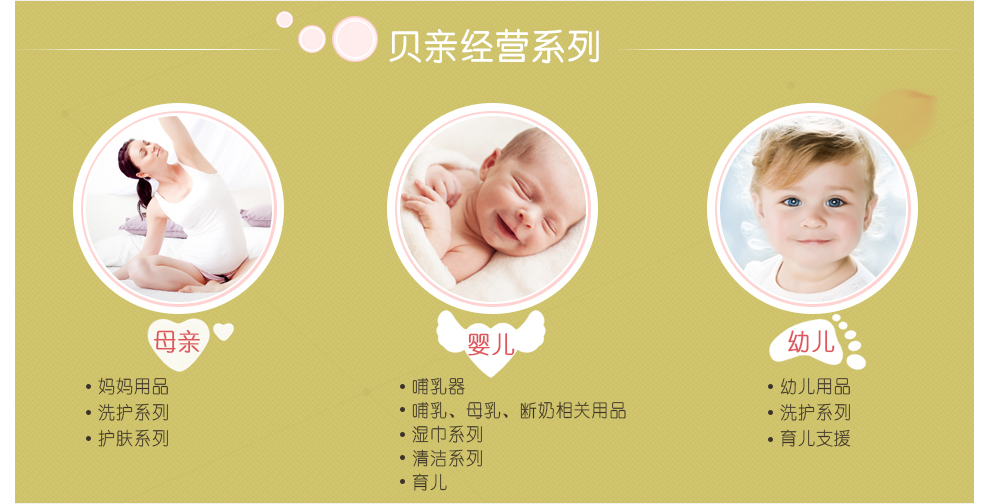 贝亲经营系列
母亲
• 妈妈用品
• 洗护系列
• 护肤系列
婴儿
• 哺乳器
• 哺乳、母乳、断奶相关用品
• 湿巾系列
• 清洁系列
• 育儿
幼儿
• 幼儿用品
• 洗护系列
• 育儿支援